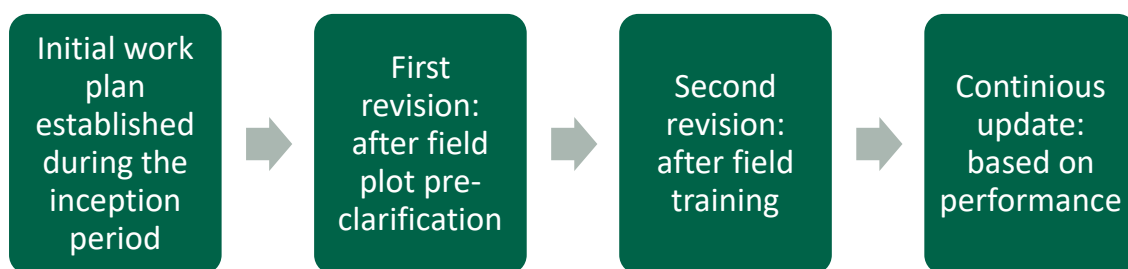 Initial work
plan
established
during the
inception
period
First
revision:
after field
plot pre-
clarification
Second
revision:
after field
training
Continious
update:
based on
performance